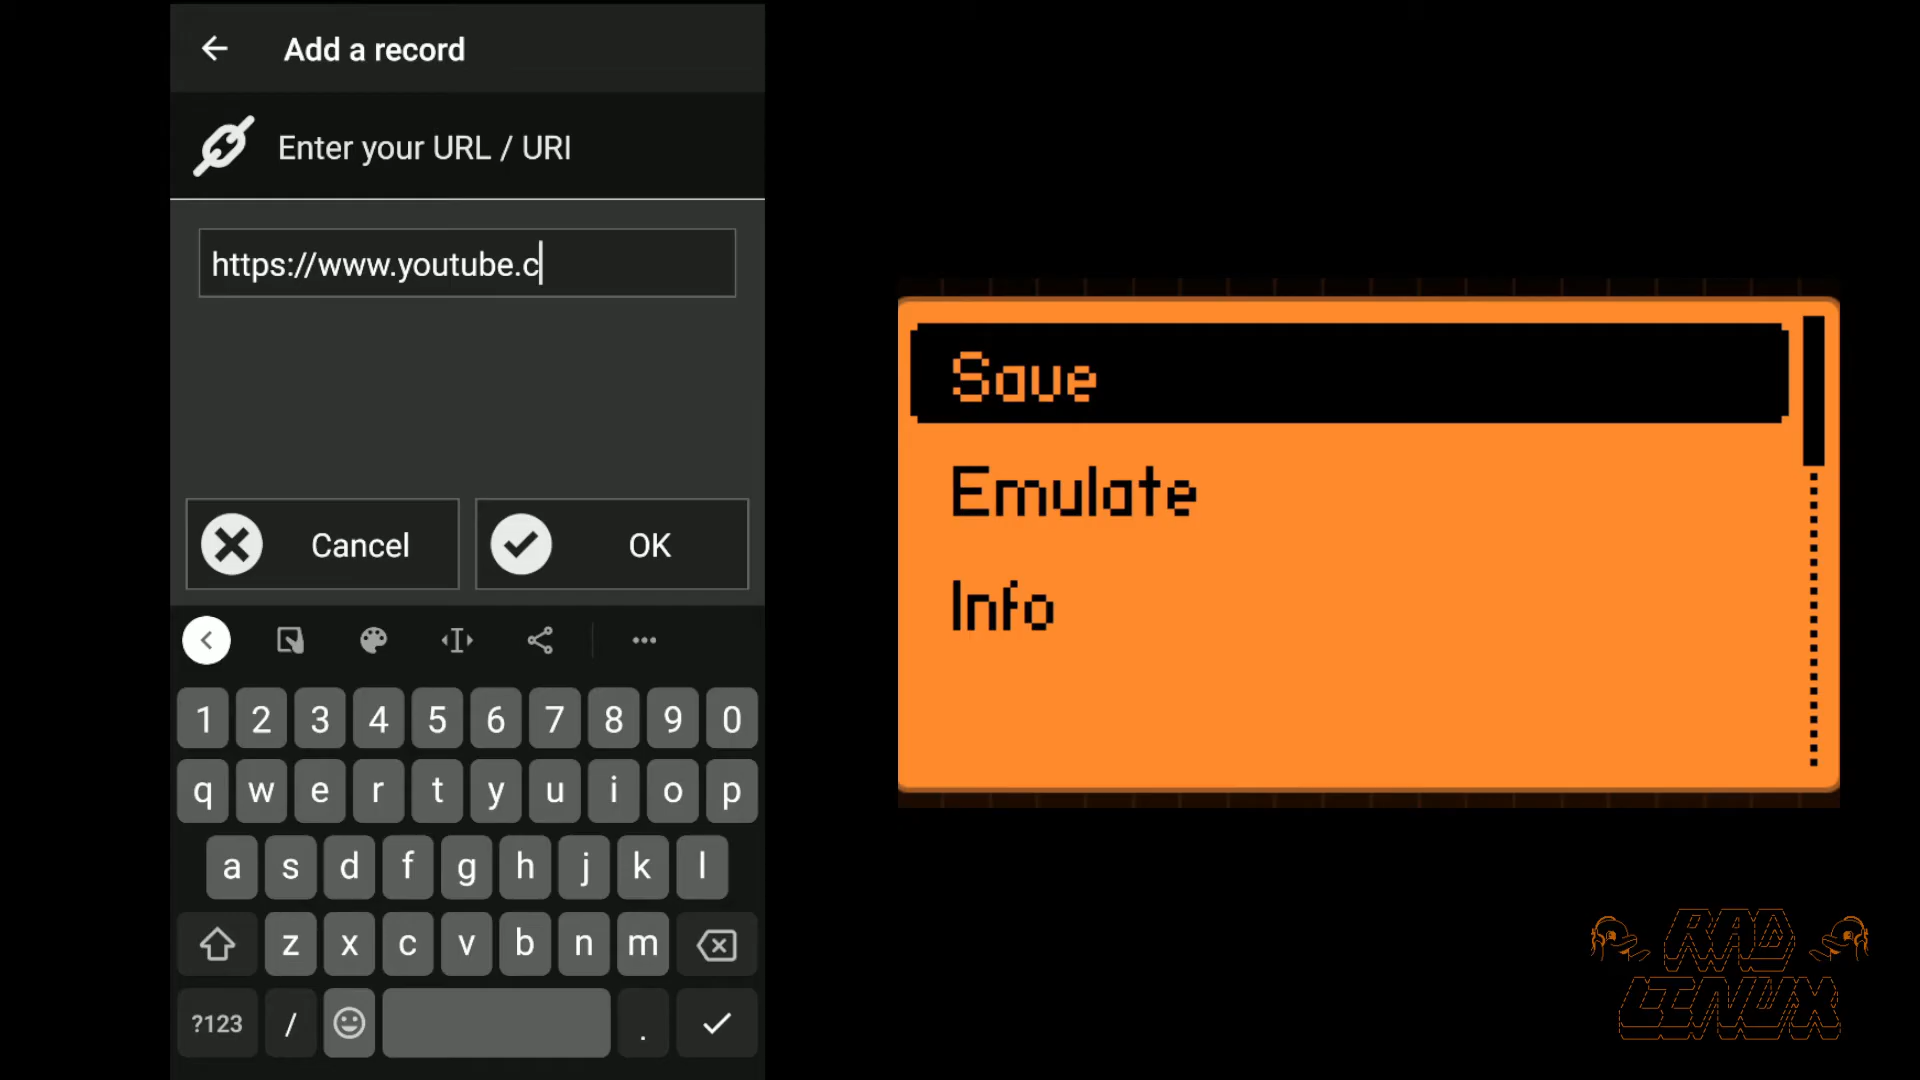 Add a record
Enter your URL / URI
https://www.youtube.c
Cancel
OK
1 2 3 4 5 6 7 8 9 0
q w e r t y u i o p
a s d f g h j k l
z x c v b n m
?123 / .
Save
Emulate
Info
RAD
LINUX